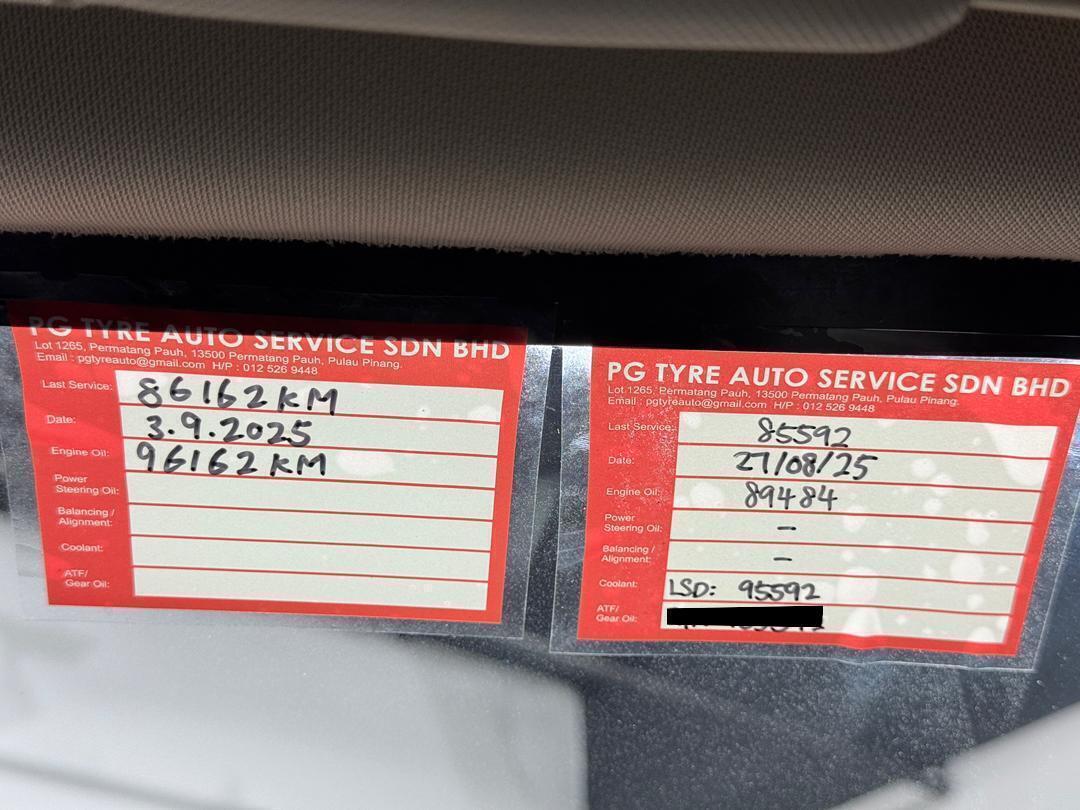 PG TYRE AUTO SERVICE SDN BHD
Lot 1265, Permatang Pauh, 13500 Permatang Pauh, Pulau Pinang.
Email : pgtyreauto@gmail.com H/P : 012 526 9448
Last Service: 86162KM
Date: 3.9.2025
Engine Oil: 96162KM
Power
Steering Oil:
Balancing /
Alignment:
Coolant:
ATF/
Gear Oil:
PG TYRE AUTO SERVICE SDN BHD
Lot 1265, Permatang Pauh, 13500 Permatang Pauh, Pulau Pinang.
Email : pgtyreauto@gmail.com H/P : 012 526 9448
Last Service: 85592
Date: 27/08/25
Engine Oil: 89484
Power
Steering Oil: -
Balancing /
Alignment: -
Coolant: LSD: 95592
ATF/
Gear Oil: